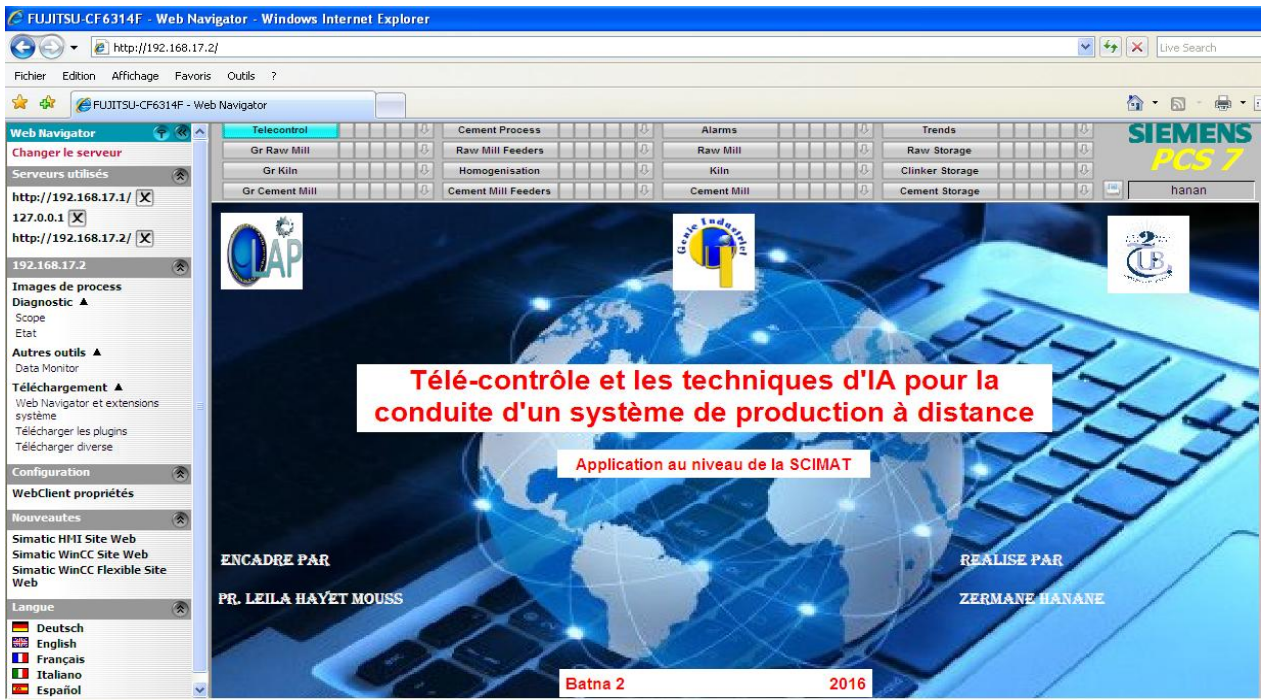 FUJITSU-CF6314F - Web Navigator - Windows Internet Explorer
http://192.168.17.2/
Live Search
Fichier Edition Affichage Favoris Outils ?
FUJITSU-CF6314F - Web Navigator
Web Navigator
Changer le serveur
Serveurs utilisés
http://192.168.17.1/ X
127.0.0.1 X
http://192.168.17.2/ X
192.168.17.2
Images de process
Diagnostic ▲
Scope
Etat
Autres outils ▲
Data Monitor
Téléchargement ▲
Web Navigator et extensions
système
Télécharger les plugins
Télécharger diverse
Configuration
WebClient propriétés
Nouveautes
Simatic HMI Site Web
Simatic WinCC Site Web
Simatic WinCC Flexible Site
Web
Langue
Deutsch
English
Français
Italiano
Español
Telecontrol Cement Process Alarms Trends
Gr Raw Mill Raw Mill Feeders Raw Mill Raw Storage
Gr Kiln Homogenisation Kiln Clinker Storage
Gr Cement Mill Cement Mill Feeders Cement Mill Cement Storage
SIEMENS
PCS 7
hanan
LAP
Genie Industriel
2
UB
Télé-contrôle et les techniques d'IA pour la
conduite d'un système de production à distance
Application au niveau de la SCIMAT
ENCADRE PAR
REALISE PAR
PR. LEILA HAYET MOUSS
ZERMANE HANANE
Batna 2 2016